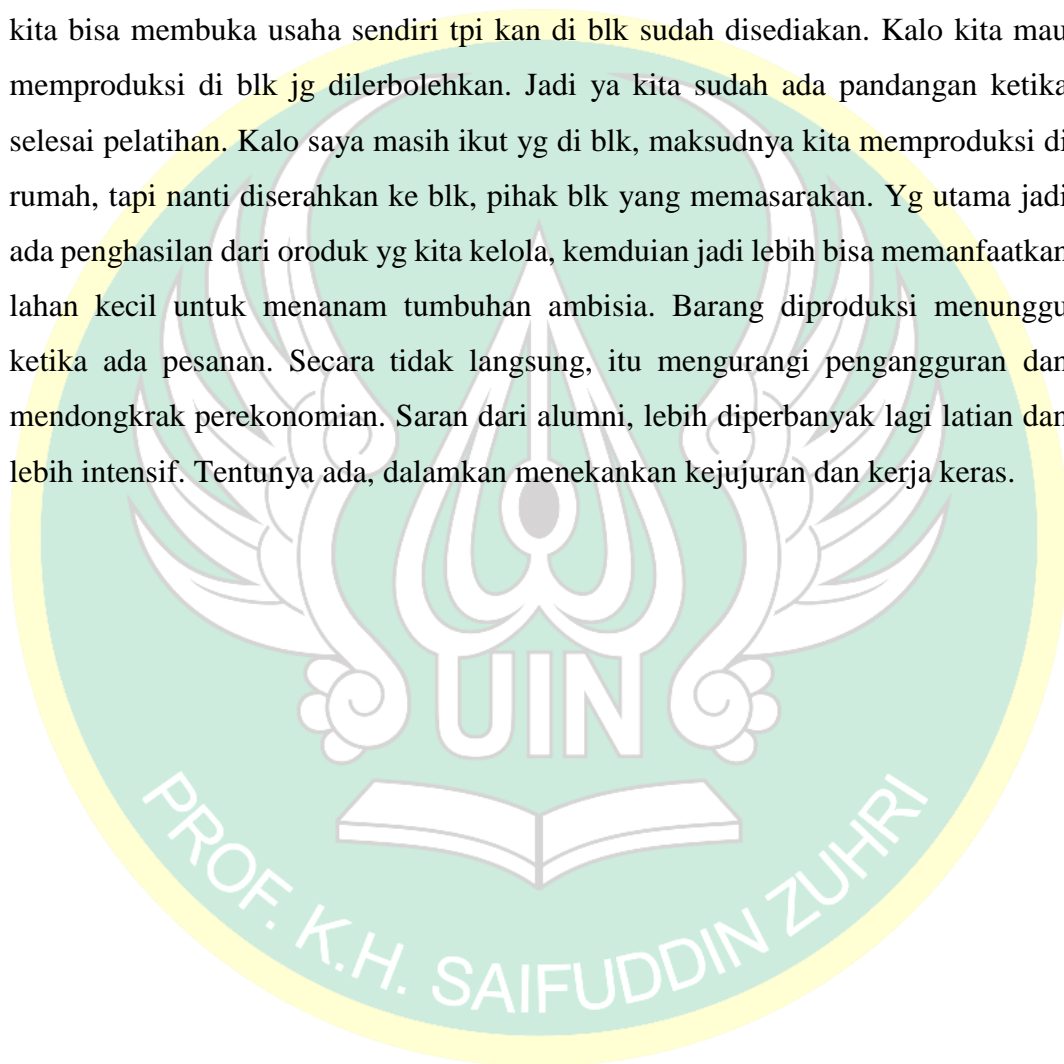 kita bisa membuka usaha sendiri tpi kan di blk sudah disediakan. Kalo kita mau
memproduksi di blk jg dilerbolehkan. Jadi ya kita sudah ada pandangan ketika
selesai pelatihan. Kalo saya masih ikut yg di blk, maksudnya kita memproduksi di
rumah, tapi nanti diserahkan ke blk, pihak blk yang memasarakan. Yg utama jadi
ada penghasilan dari oroduk yg kita kelola, kemduian jadi lebih bisa memanfaatkan
lahan kecil untuk menanam tumbuhan ambisia. Barang diproduksi menunggu
ketika ada pesanan. Secara tidak langsung, itu mengurangi pengangguran dan
mendongkrak perekonomian. Saran dari alumni, lebih diperbanyak lagi latian dan
lebih intensif. Tentunya ada, dalamkan menekankan kejujuran dan kerja keras.
UIN
PROF. K.H. SAIFUDDIN ZUHRI